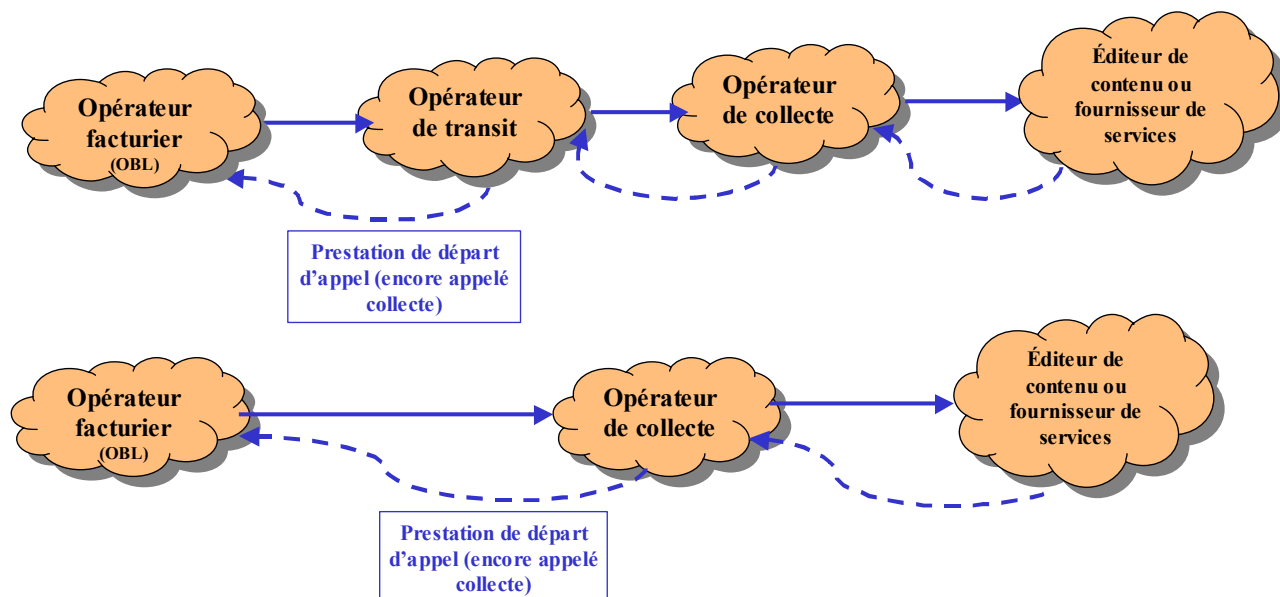 Opérateur
facturier
(OBL)
Opérateur
de transit
Opérateur
de collecte
Éditeur de
contenu ou
fournisseur de
services
Prestation de départ
d’appel (encore appelé
collecte)
Opérateur
facturier
(OBL)
Opérateur
de collecte
Éditeur de
contenu ou
fournisseur de
services
Prestation de départ
d’appel (encore appelé
collecte)